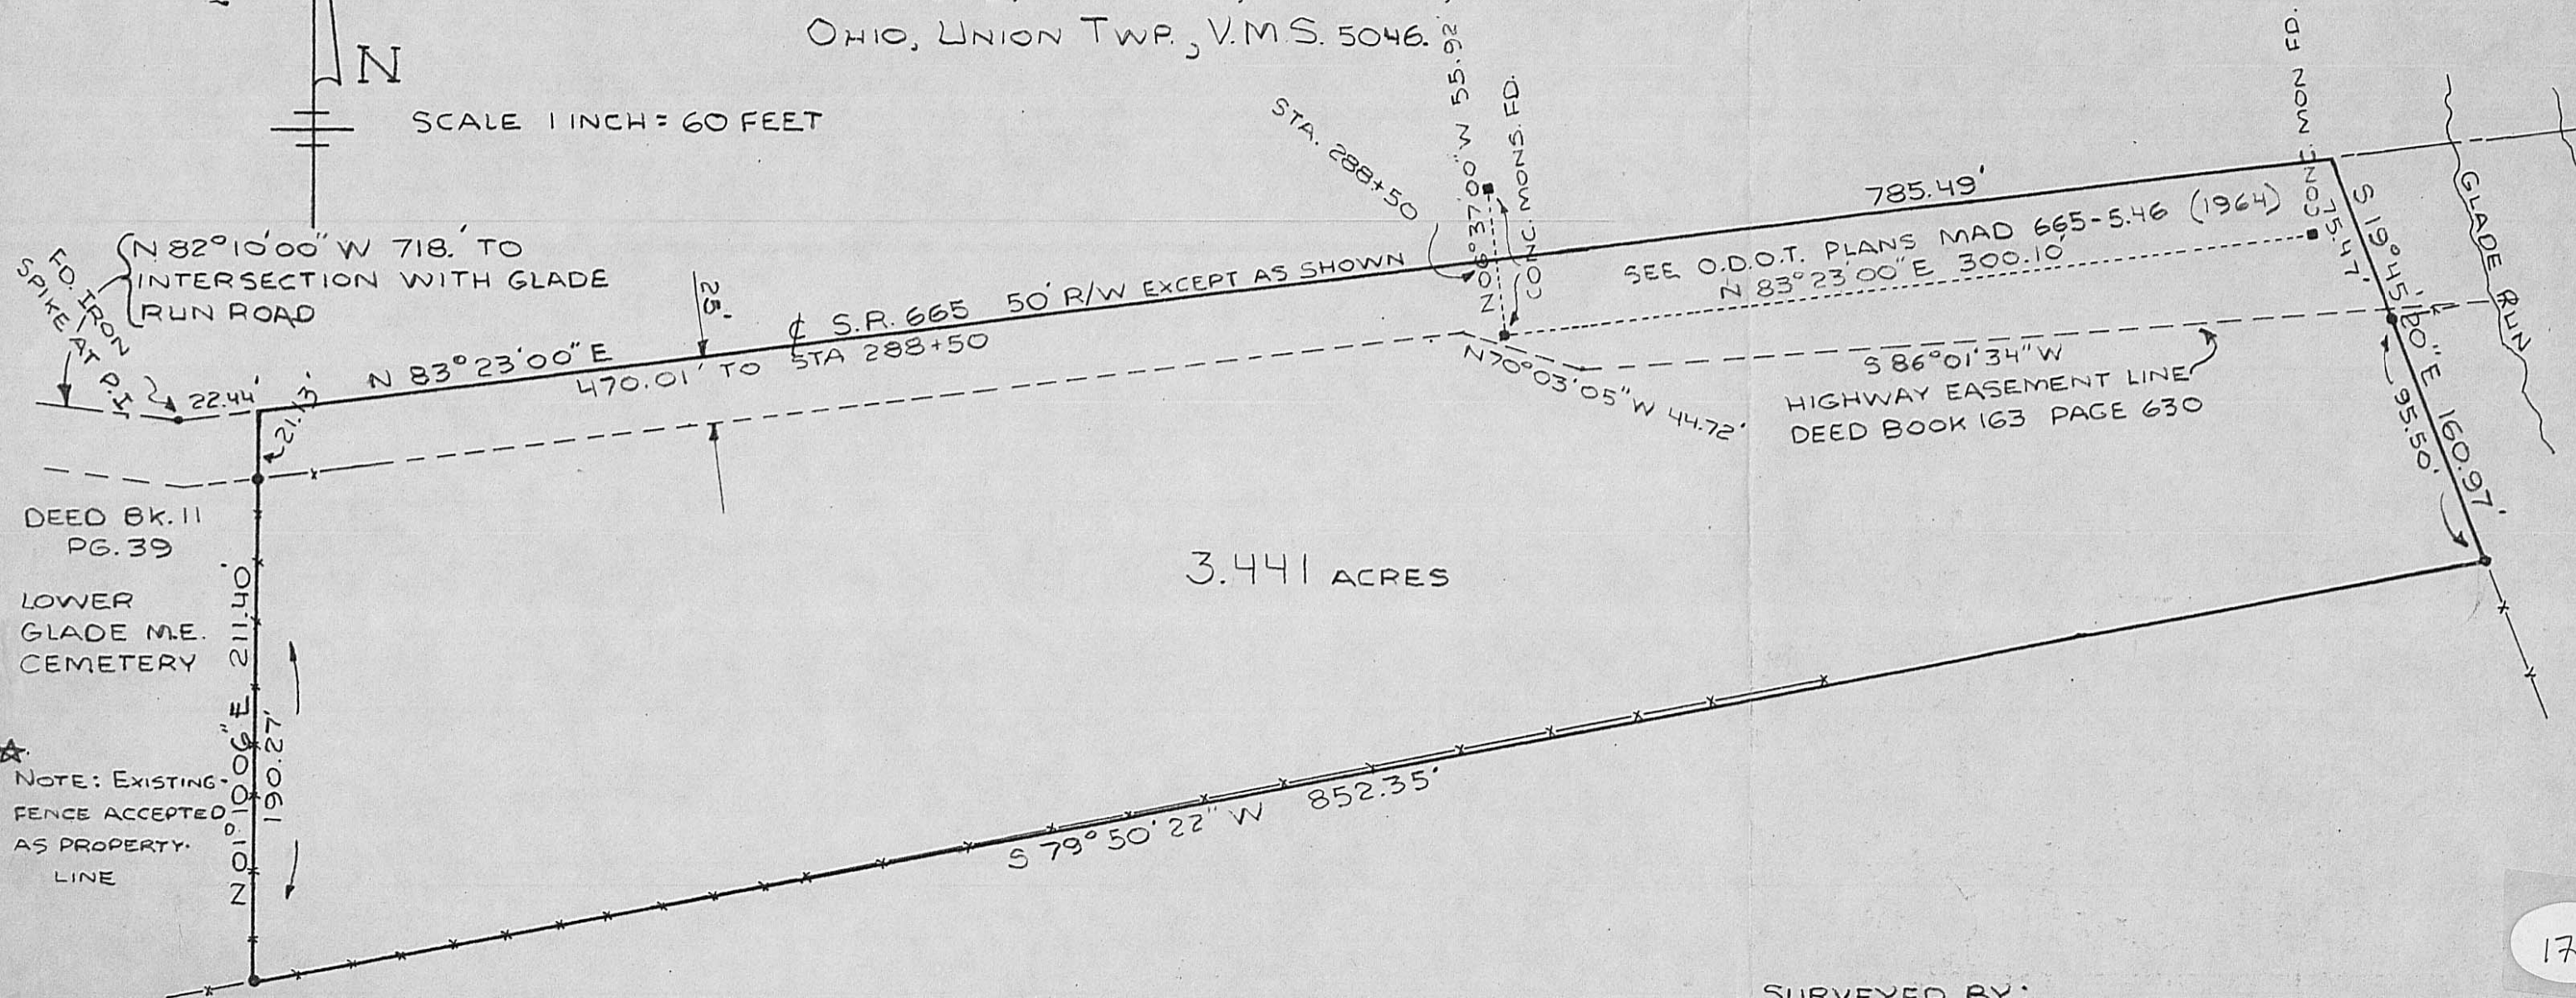 OHIO, UNION TWP., V.M.S. 5046.
N
SCALE 1 INCH = 60 FEET
N 06°37'00" W 55.92
CONC. MONS. FD.
STA. 288+50
CONC. MON FD.
785.49'
SEE O.D.O.T. PLANS MAD 665-5.46 (1964)
N 83°23'00" E 300.10'
GLADE RUN
S 19°45'
75.47'
N 82°10'00" W 718.' TO
INTERSECTION WITH GLADE
RUN ROAD
FD. IRON
SPIKE AT P.I.
22.44'
21.13'
25'
N 83°23'00" E
℄ S.R. 665 50' R/W EXCEPT AS SHOWN
470.01' TO STA 288+50
N 70°03'05" W 44.72'
S 86°01'34" W
HIGHWAY EASEMENT LINE
DEED BOOK 163 PAGE 630
E 160.97'
95.50'
DEED BK. 11
PG. 39
LOWER
GLADE M.E.
CEMETERY
N 01°10'06" E 211.40'
190.27'
3.441 ACRES
NOTE: EXISTING
FENCE ACCEPTED
AS PROPERTY
LINE
S 79°50'22" W 852.35'
17
SURVEYED BY: